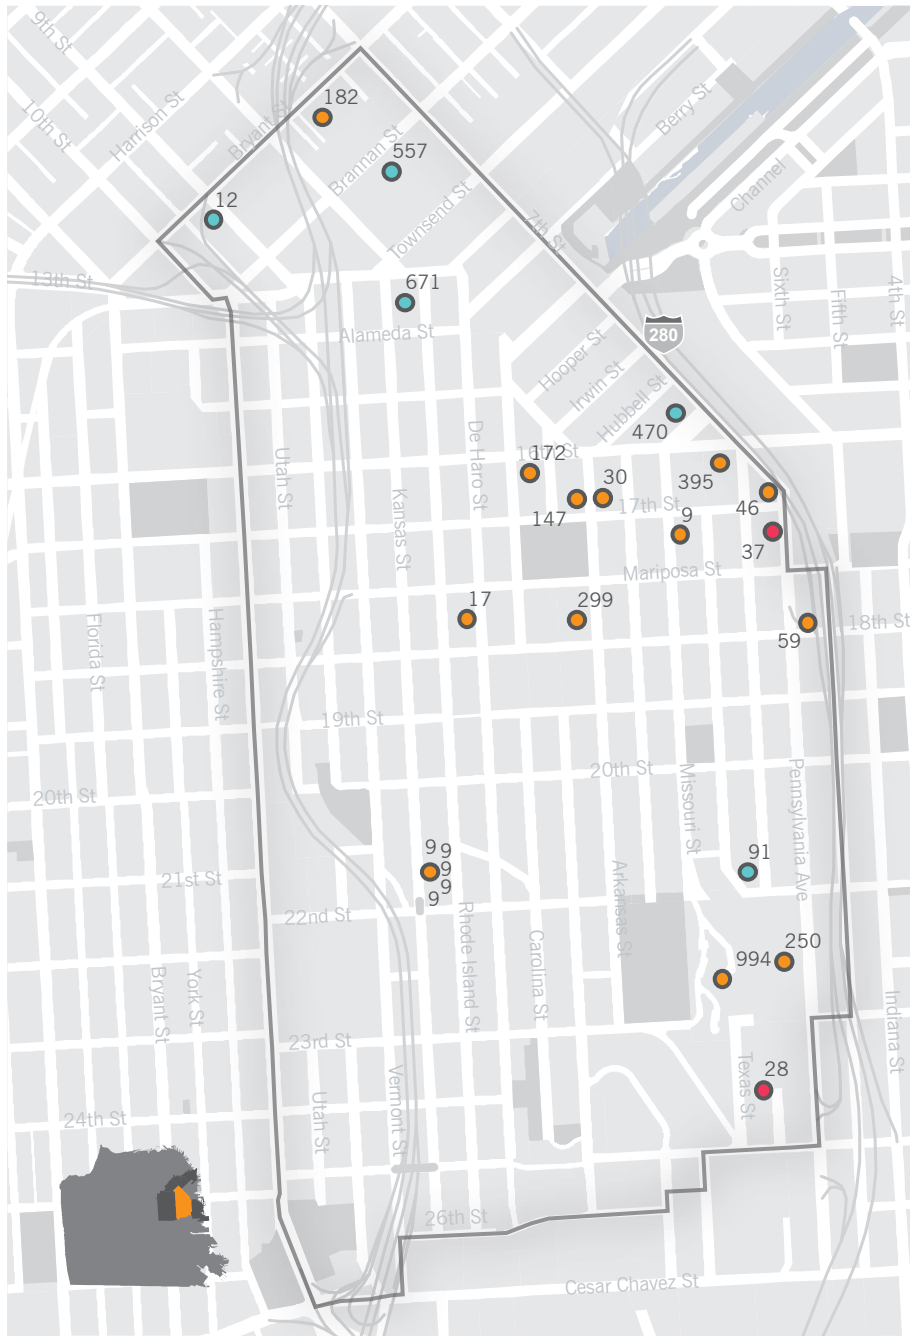 9th St
182
Harrison St
Bryant St
10th St
Berry St
557
Brannan St
12
Townsend St
Channel
7th St
13th St
671
Sixth St
Fifth St
4th St
Alameda St
280
Hooper St
Irwin St
Hubbell St
470
De Haro St
172
16th St
395
Utah St
Kansas St
147
30
17th St
9
46
37
Mariposa St
17
299
59
18th St
Florida St
Hampshire St
19th St
20th St
20th St
Missouri St
Pennsylvania Ave
9
9
9
9
9
91
21st St
22nd St
Arkansas St
Rhode Island St
Carolina St
994
250
Bryant St
York St
Indiana St
23rd St
28
Texas St
Vermont St
Utah St
24th St
26th St
Cesar Chavez St